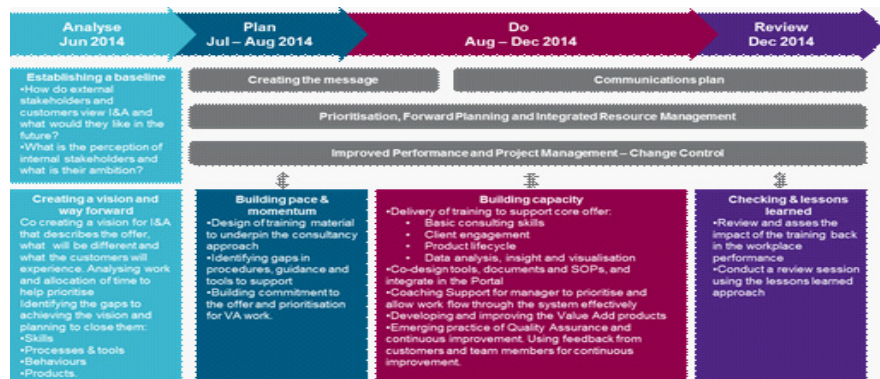 Analyse
Jun 2014
Plan
Jul – Aug 2014
Do
Aug – Dec 2014
Review
Dec 2014
Establishing a baseline
•How do external
stakeholders and
customers view I&A and
what would they like in the
future?
•What is the perception of
internal stakeholders and
what is their ambition?
Creating the message
Communications plan
Prioritisation, Forward Planning and Integrated Resource Management
Improved Performance and Project Management – Change Control
Creating a vision and
way forward
Co creating a vision for I&A
that describes the offer,
what will be different and
what the customers will
experience. Analysing work
and allocation of time to
help prioritise
Identifying the gaps to
achieving the vision and
planning to close them:
•Skills
•Processes & tools
•Behaviours
•Products.
Building pace &
momentum
•Design of training material
to underpin the consultancy
approach
•Identifying gaps in
procedures, guidance and
tools to support
•Building commitment to
the offer and prioritisation
for VA work.
Building capacity
•Delivery of training to support core offer:
• Basic consulting skills
• Client engagement
• Product lifecycle
• Data analysis, insight and visualisation
•Co-design tools, documents and SOPs, and
integrate in the Portal
•Coaching Support for manager to prioritise and
allow work flow through the system effectively
•Developing and improving the Value Add products
•Emerging practice of Quality Assurance and
continuous improvement. Using feedback from
customers and team members for continuous
improvement.
Checking & lessons
learned
•Review and asses the
impact of the training back
in the workplace
performance
•Conduct a review session
using the lessons learned
approach